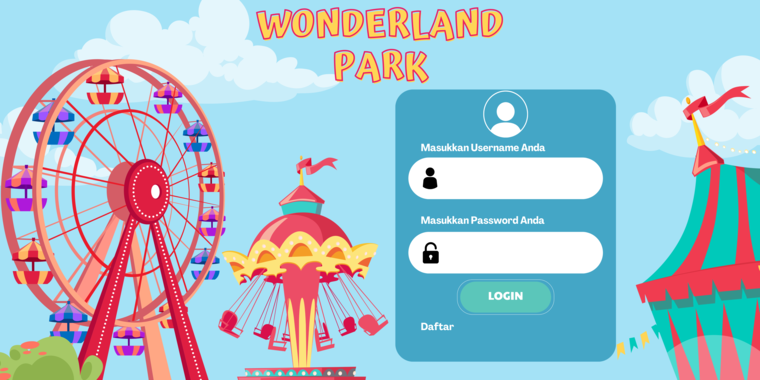 WONDERLAND
PARK
Masukkan Username Anda
Masukkan Password Anda
LOGIN
Daftar